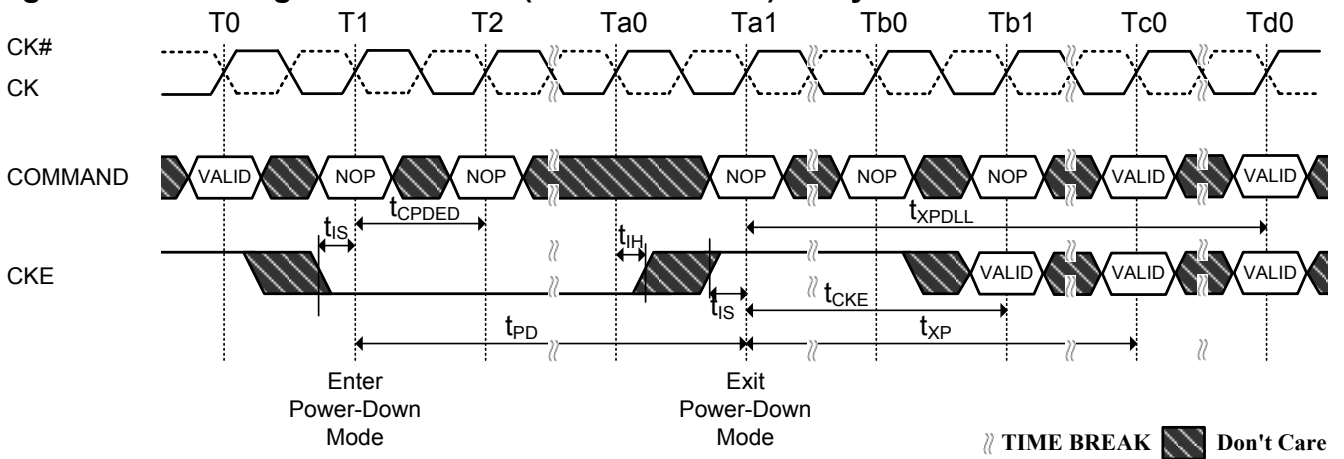 T0 T1 T2 Ta0 Ta1 Tb0 Tb1 Tc0 Td0
CK#
CK
COMMAND VALID NOP NOP NOP NOP NOP VALID VALID
tIS tCPDED tIH tXPDLL
CKE VALID VALID VALID
tIS tCKE
tPD tXP
Enter
Power-Down
Mode
Exit
Power-Down
Mode
TIME BREAK Don't Care